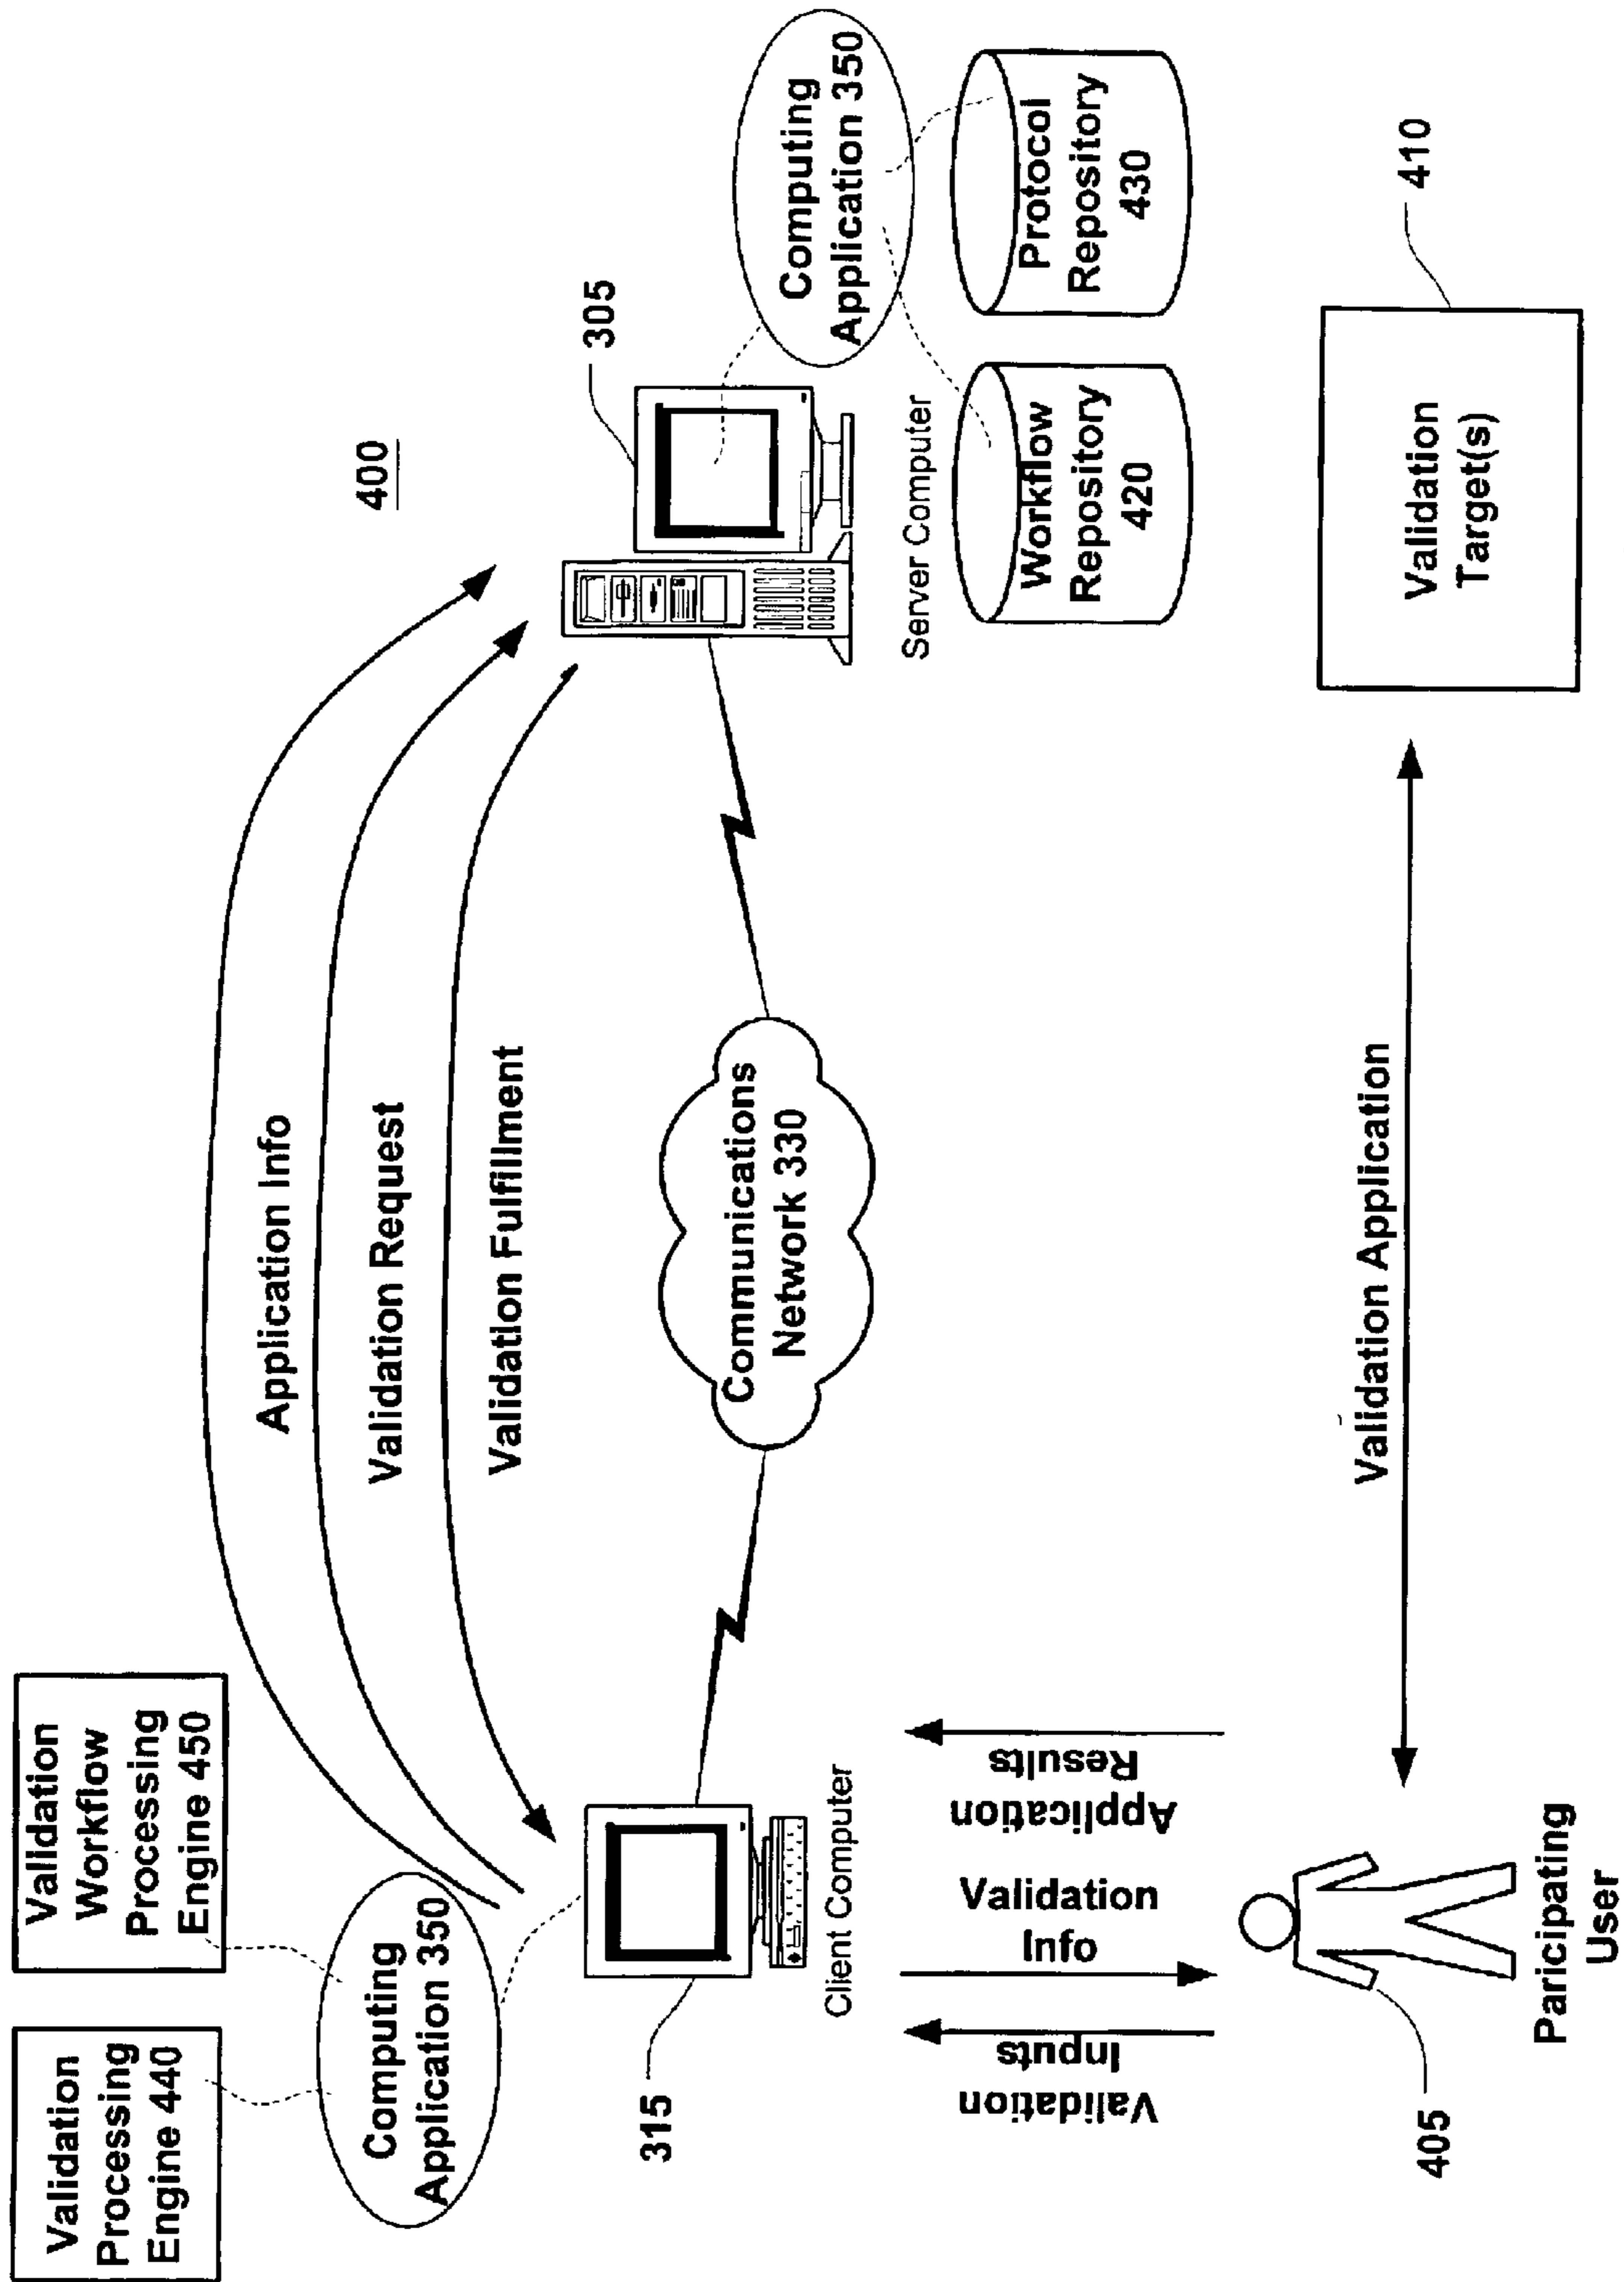 Validation
Processing
Engine 440
Validation
Workflow
Processing
Engine 450
Computing
Application 350
400
Application Info
Validation Request
Validation Fulfillment
315
Client Computer
Communications
Network 330
305
Server Computer
Computing
Application 350
Workflow
Repository
420
Protocol
Repository
430
Validation
Inputs
Validation
Info
Application
Results
405
Paricipating
User
Validation Application
Validation
Target(s)
410